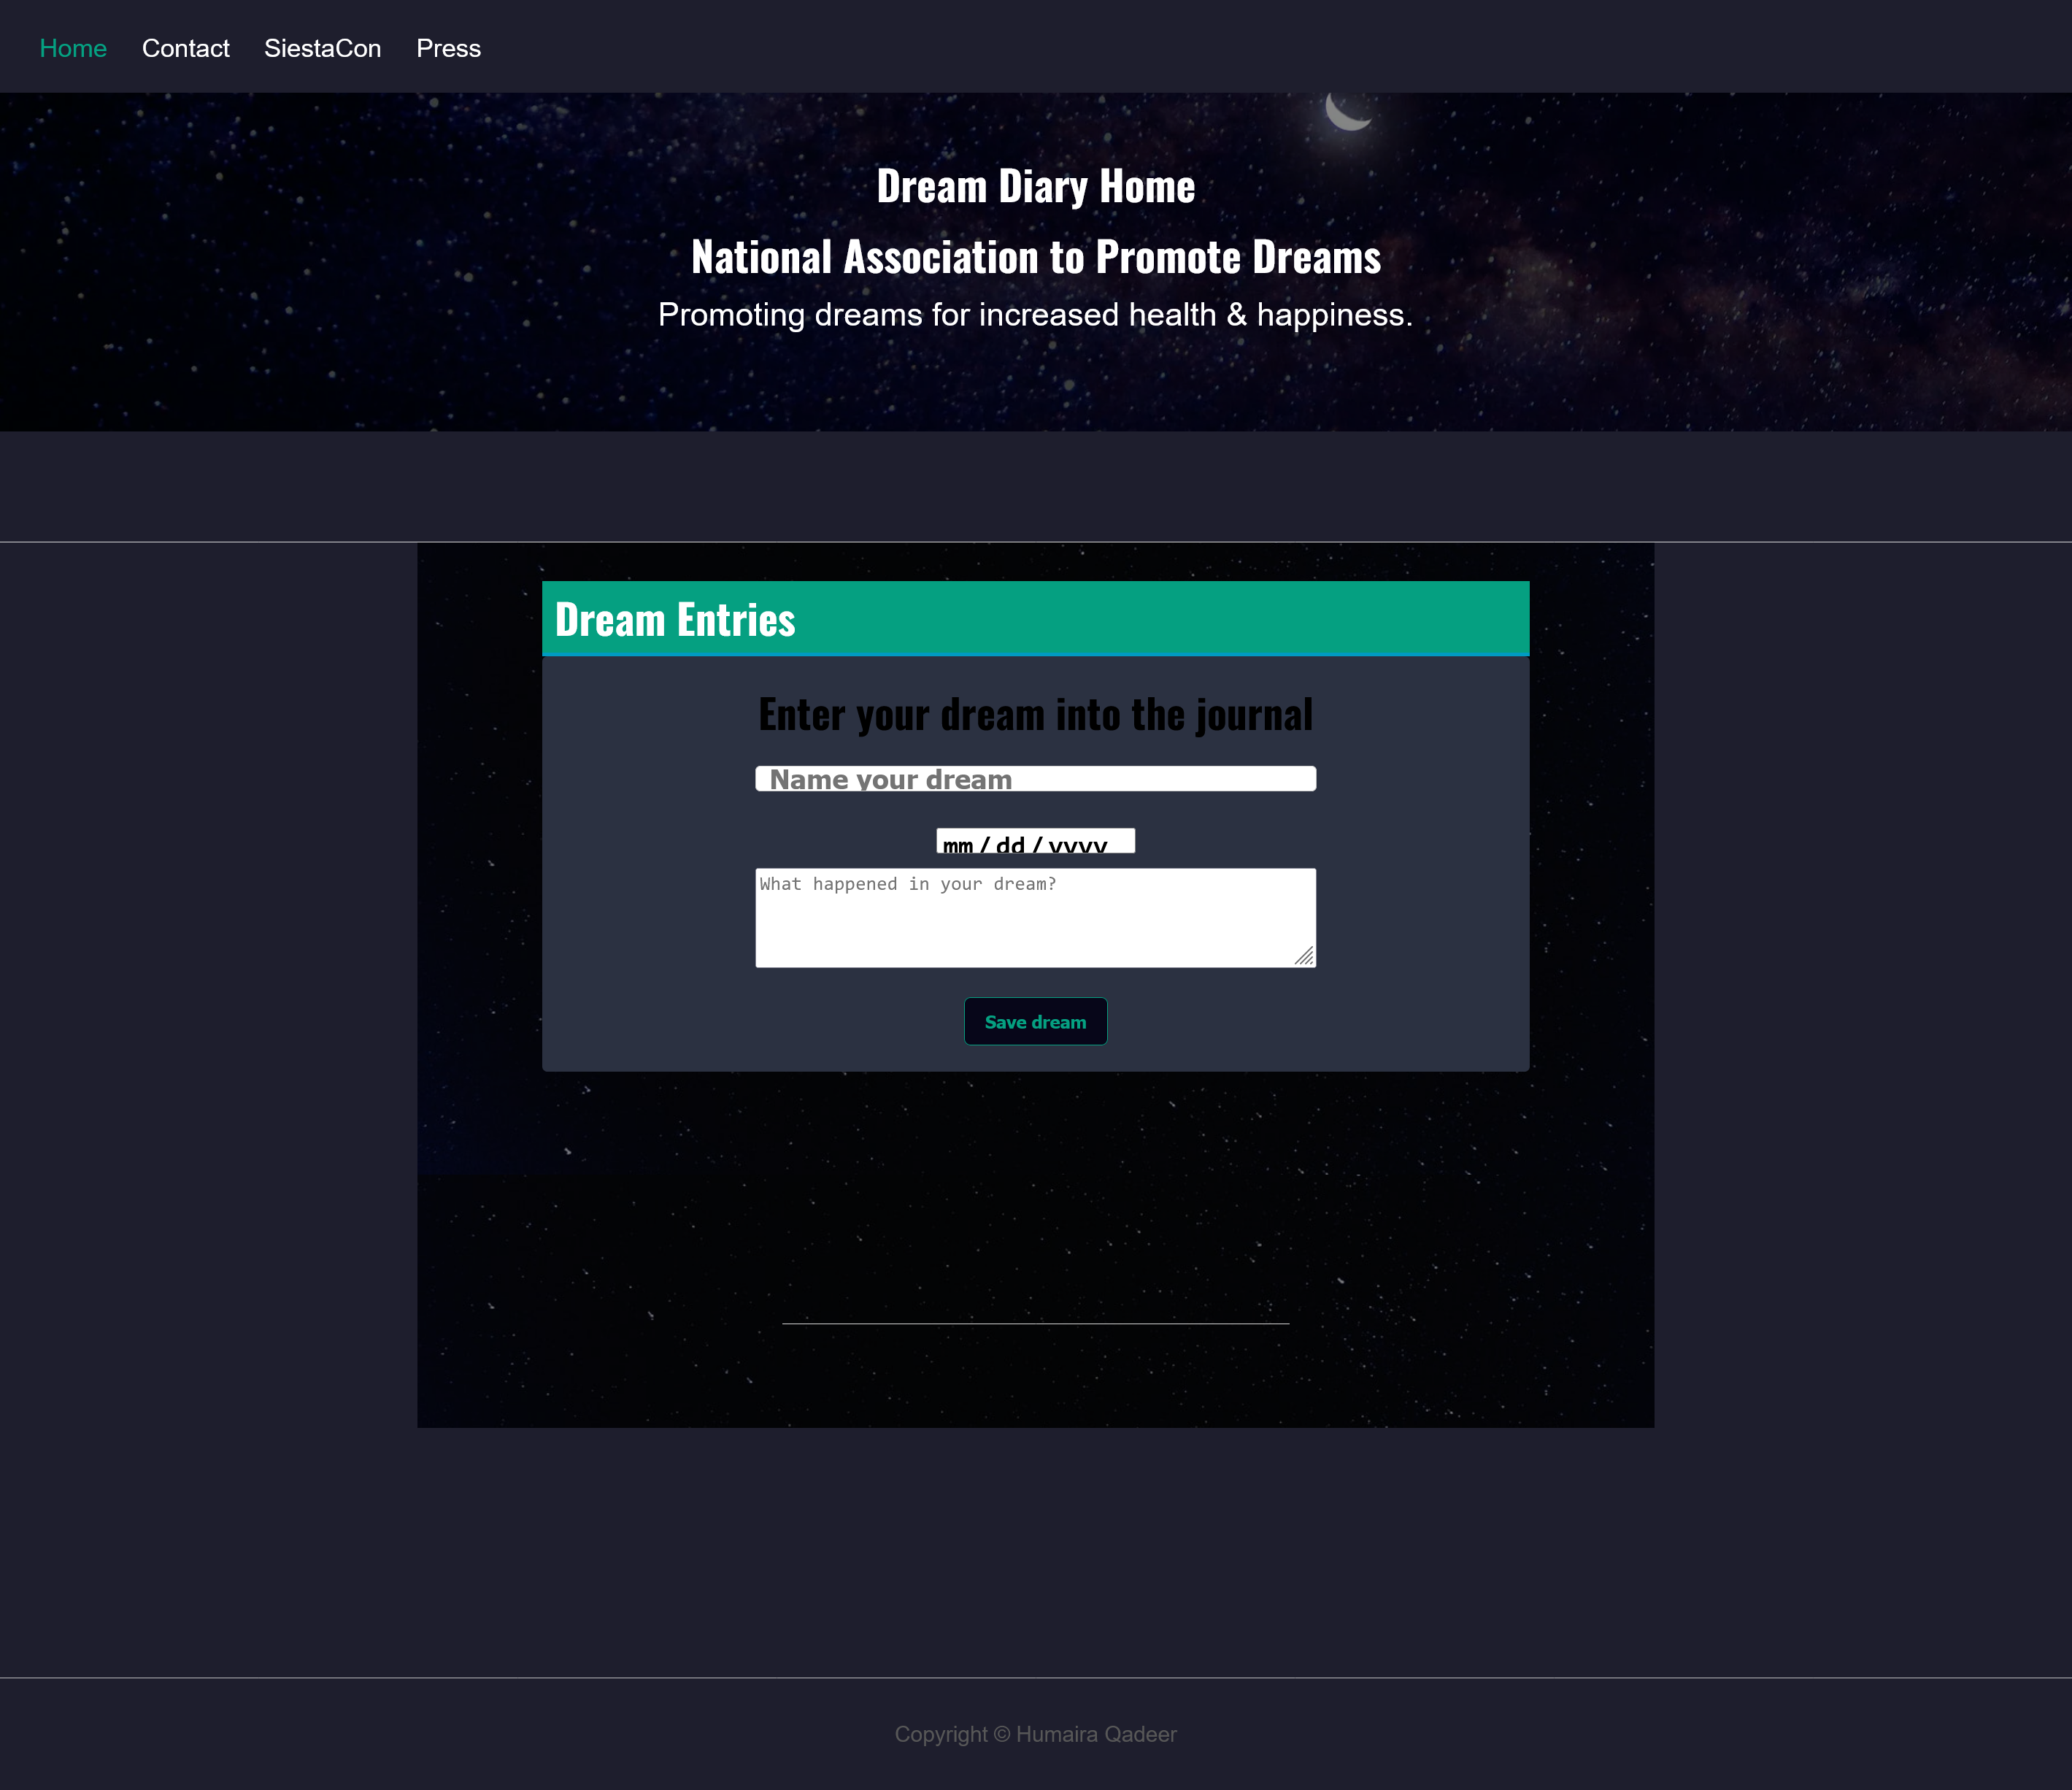 Home Contact SiestaCon Press
Dream Diary Home
National Association to Promote Dreams
Promoting dreams for increased health & happiness.
Dream Entries
Enter your dream into the journal
Name your dream
mm/dd/yyyy
What happened in your dream?
Save dream
Copyright © Humaira Qadeer